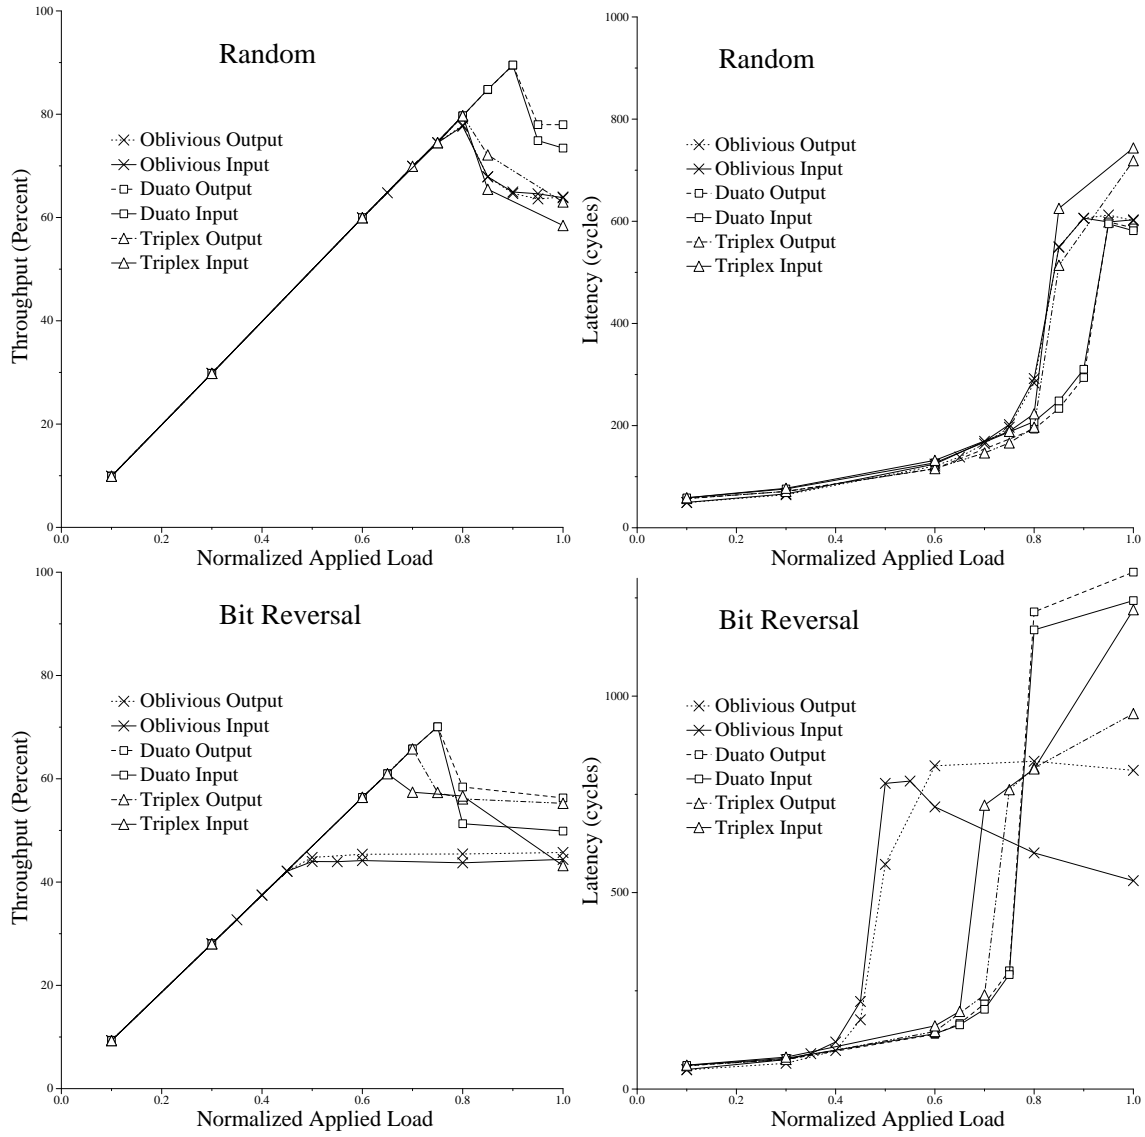 100
80
60
40
20
0
0.0 0.2 0.4 0.6 0.8 1.0
Throughput (Percent)
Normalized Applied Load
Random
Oblivious Output
Oblivious Input
Duato Output
Duato Input
Triplex Output
Triplex Input
1000
800
600
400
200
0
0.0 0.2 0.4 0.6 0.8 1.0
Latency (cycles)
Normalized Applied Load
Random
Oblivious Output
Oblivious Input
Duato Output
Duato Input
Triplex Output
Triplex Input
100
80
60
40
20
0
0.0 0.2 0.4 0.6 0.8 1.0
Throughput (Percent)
Normalized Applied Load
Bit Reversal
Oblivious Output
Oblivious Input
Duato Output
Duato Input
Triplex Output
Triplex Input
1000
500
0
0.0 0.2 0.4 0.6 0.8 1.0
Latency (cycles)
Normalized Applied Load
Bit Reversal
Oblivious Output
Oblivious Input
Duato Output
Duato Input
Triplex Output
Triplex Input